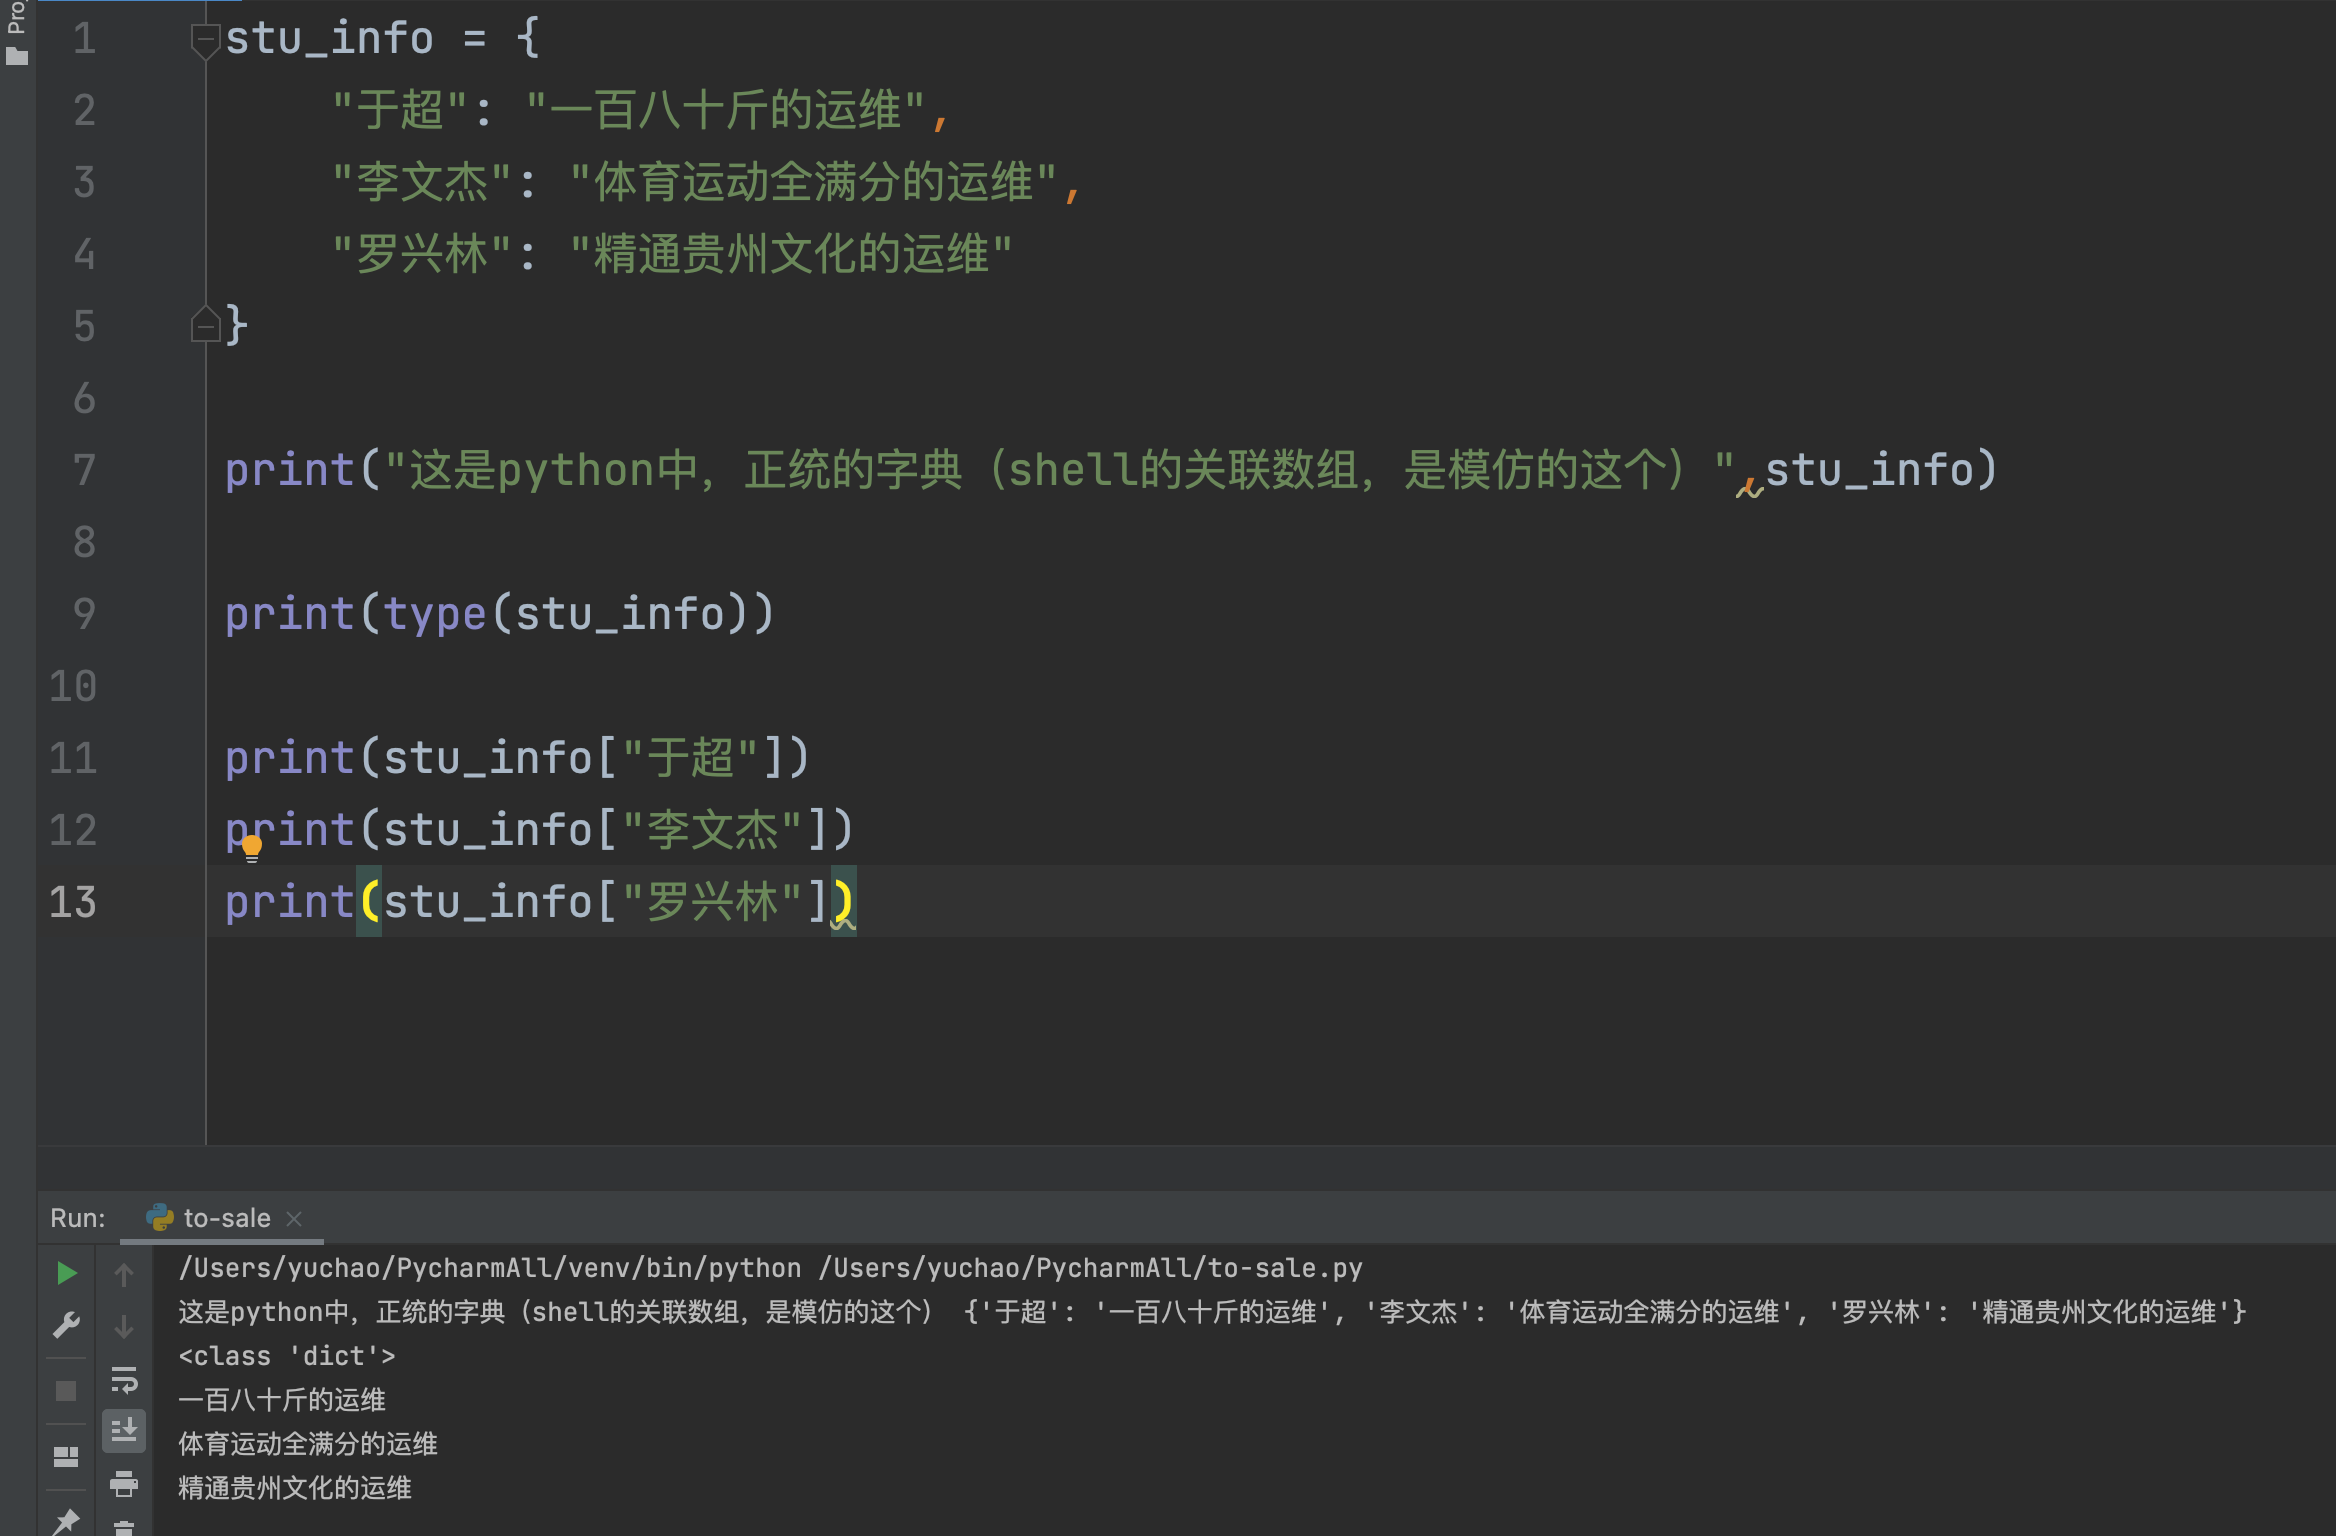 Pro
1 stu_info = {
2 "于超": "一百八十斤的运维",
3 "李文杰": "体育运动全满分的运维",
4 "罗兴林": "精通贵州文化的运维"
5 }
6
7 print("这是python中，正统的字典（shell的关联数组，是模仿的这个）",stu_info)
8
9 print(type(stu_info))
10
11 print(stu_info["于超"])
12 print(stu_info["李文杰"])
13 print(stu_info["罗兴林"])
Run: to-sale
/Users/yuchao/PycharmAll/venv/bin/python /Users/yuchao/PycharmAll/to-sale.py
这是python中，正统的字典（shell的关联数组，是模仿的这个） {'于超': '一百八十斤的运维', '李文杰': '体育运动全满分的运维', '罗兴林': '精通贵州文化的运维'}
<class 'dict'>
一百八十斤的运维
体育运动全满分的运维
精通贵州文化的运维